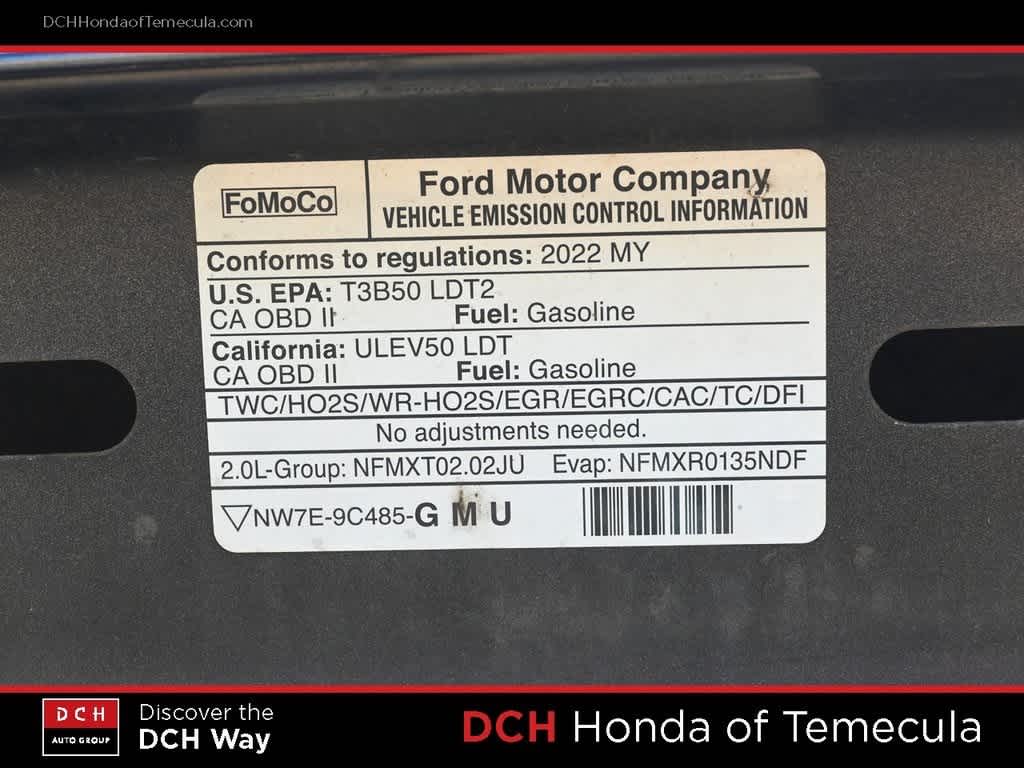 DCHHondaofTemecula.com
FoMoCo
Ford Motor Company
VEHICLE EMISSION CONTROL INFORMATION
Conforms to regulations: 2022 MY
U.S. EPA: T3B50 LDT2
CA OBD II Fuel: Gasoline
California: ULEV50 LDT
CA OBD II Fuel: Gasoline
TWC/HO2S/WR-HO2S/EGR/EGRC/CAC/TC/DFI
No adjustments needed.
2.0L-Group: NFMXT02.02JU Evap: NFMXR0135NDF
NW7E-9C485-G M U
DCH
AUTO GROUP
Discover the
DCH Way
DCH Honda of Temecula